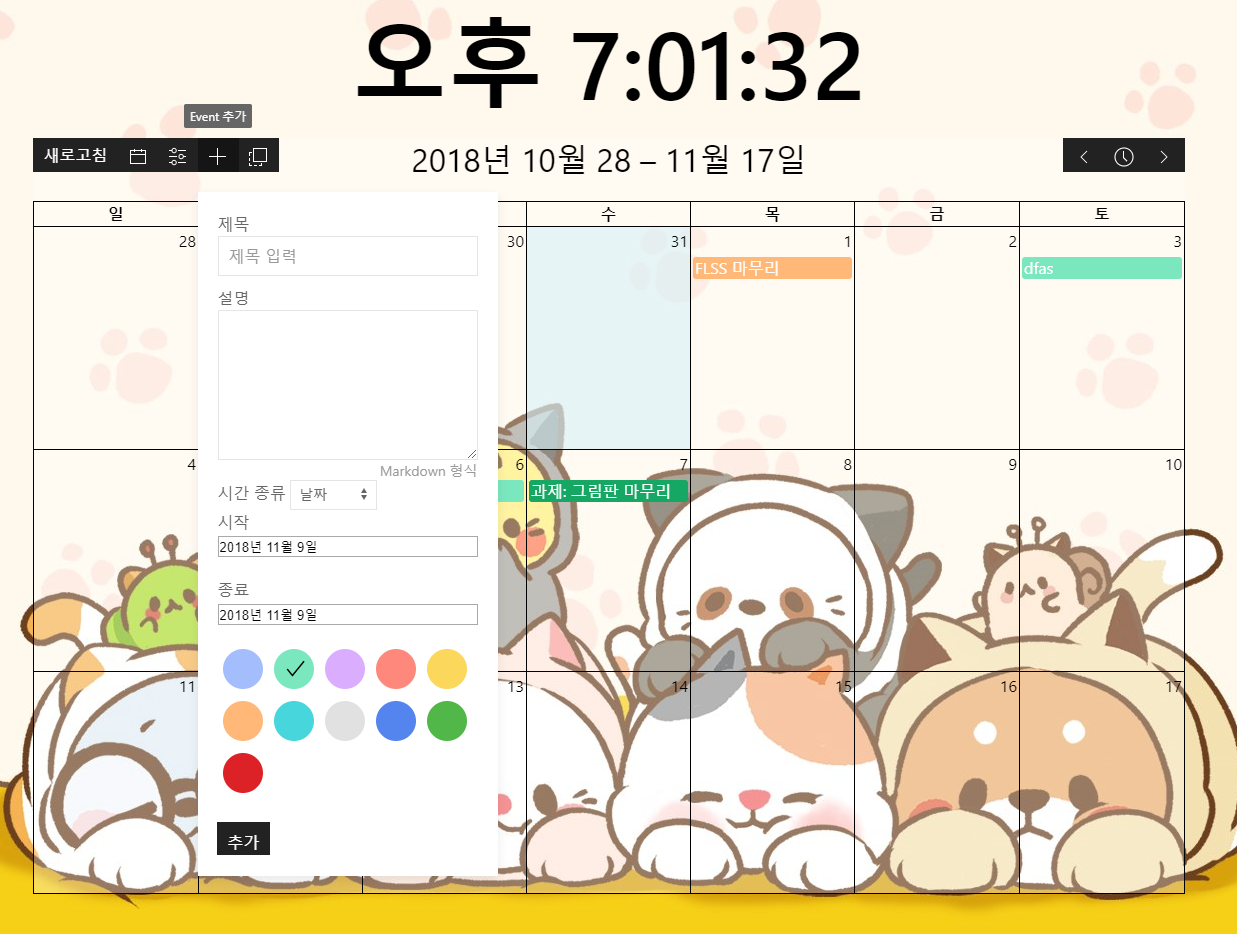 오후 7:01:32
Event 추가
새로고침
2018년 10월 28 – 11월 17일
일 수 목 금 토
28 30 31 1 2 3
FLSS 마무리 dfas
제목
제목 입력
설명
Markdown 형식
4 6 7 8 9 10
과제: 그림판 마무리
시간 종류 날짜
시작
2018년 11월 9일
종료
2018년 11월 9일
11 13 14 15 16 17
추가